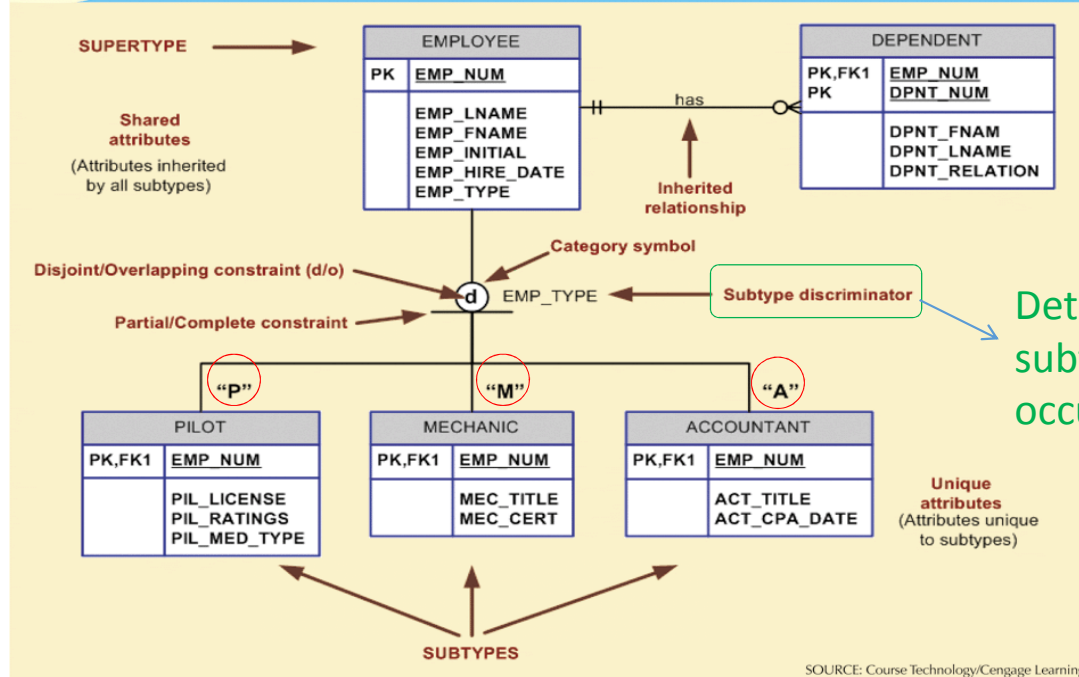 SUPERTYPE
EMPLOYEE
PK EMP_NUM
EMP_LNAME
EMP_FNAME
EMP_INITIAL
EMP_HIRE_DATE
EMP_TYPE
DEPENDENT
PK,FK1 EMP_NUM
PK DPNT_NUM
DPNT_FNAM
DPNT_LNAME
DPNT_RELATION
has
Shared
attributes
(Attributes inherited
by all subtypes)
Inherited
relationship
Category symbol
Disjoint/Overlapping constraint (d/o)
d
EMP_TYPE
Subtype discriminator
Partial/Complete constraint
Det
sub
occu
“P”
“M”
“A”
PILOT
PK,FK1 EMP_NUM
PIL_LICENSE
PIL_RATINGS
PIL_MED_TYPE
MECHANIC
PK,FK1 EMP_NUM
MEC_TITLE
MEC_CERT
ACCOUNTANT
PK,FK1 EMP_NUM
ACT_TITLE
ACT_CPA_DATE
Unique
attributes
(Attributes unique
to subtypes)
SUBTYPES
SOURCE: Course Technology/Cengage Learning